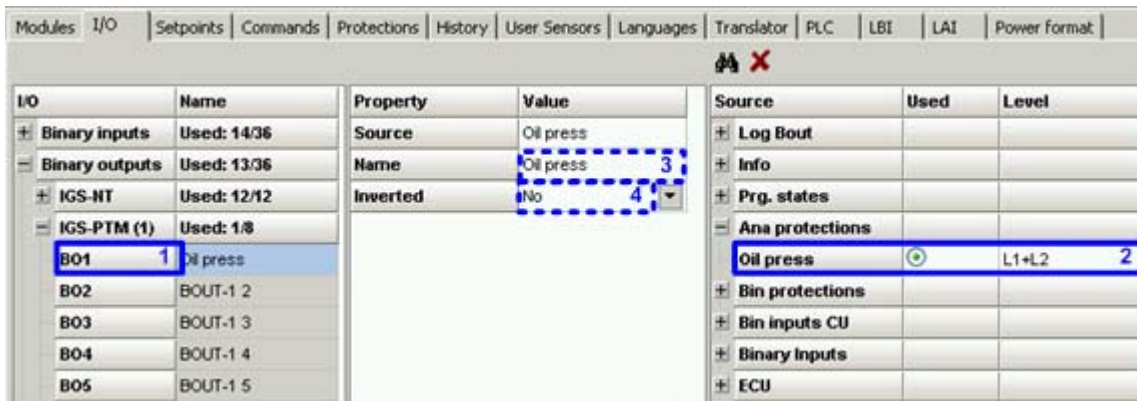 Modules I/O Setpoints Commands Protections History User Sensors Languages Translator PLC LBI LAI Power format
I/O Name Property Value Source Used Level
Binary inputs Used: 14/36 Source Oil press Log Bout
Binary outputs Used: 13/36 Name Oil press 3 Info
IGS-NT Used: 12/12 Inverted No 4 Prg. states
IGS-PTM (1) Used: 1/8 Ana protections
BO1 1 Oil press Oil press L1+L2 2
BO2 BOUT-1 2 Bin protections
BO3 BOUT-1 3 Bin inputs CU
BO4 BOUT-1 4 Binary Inputs
BO5 BOUT-1 5 ECU